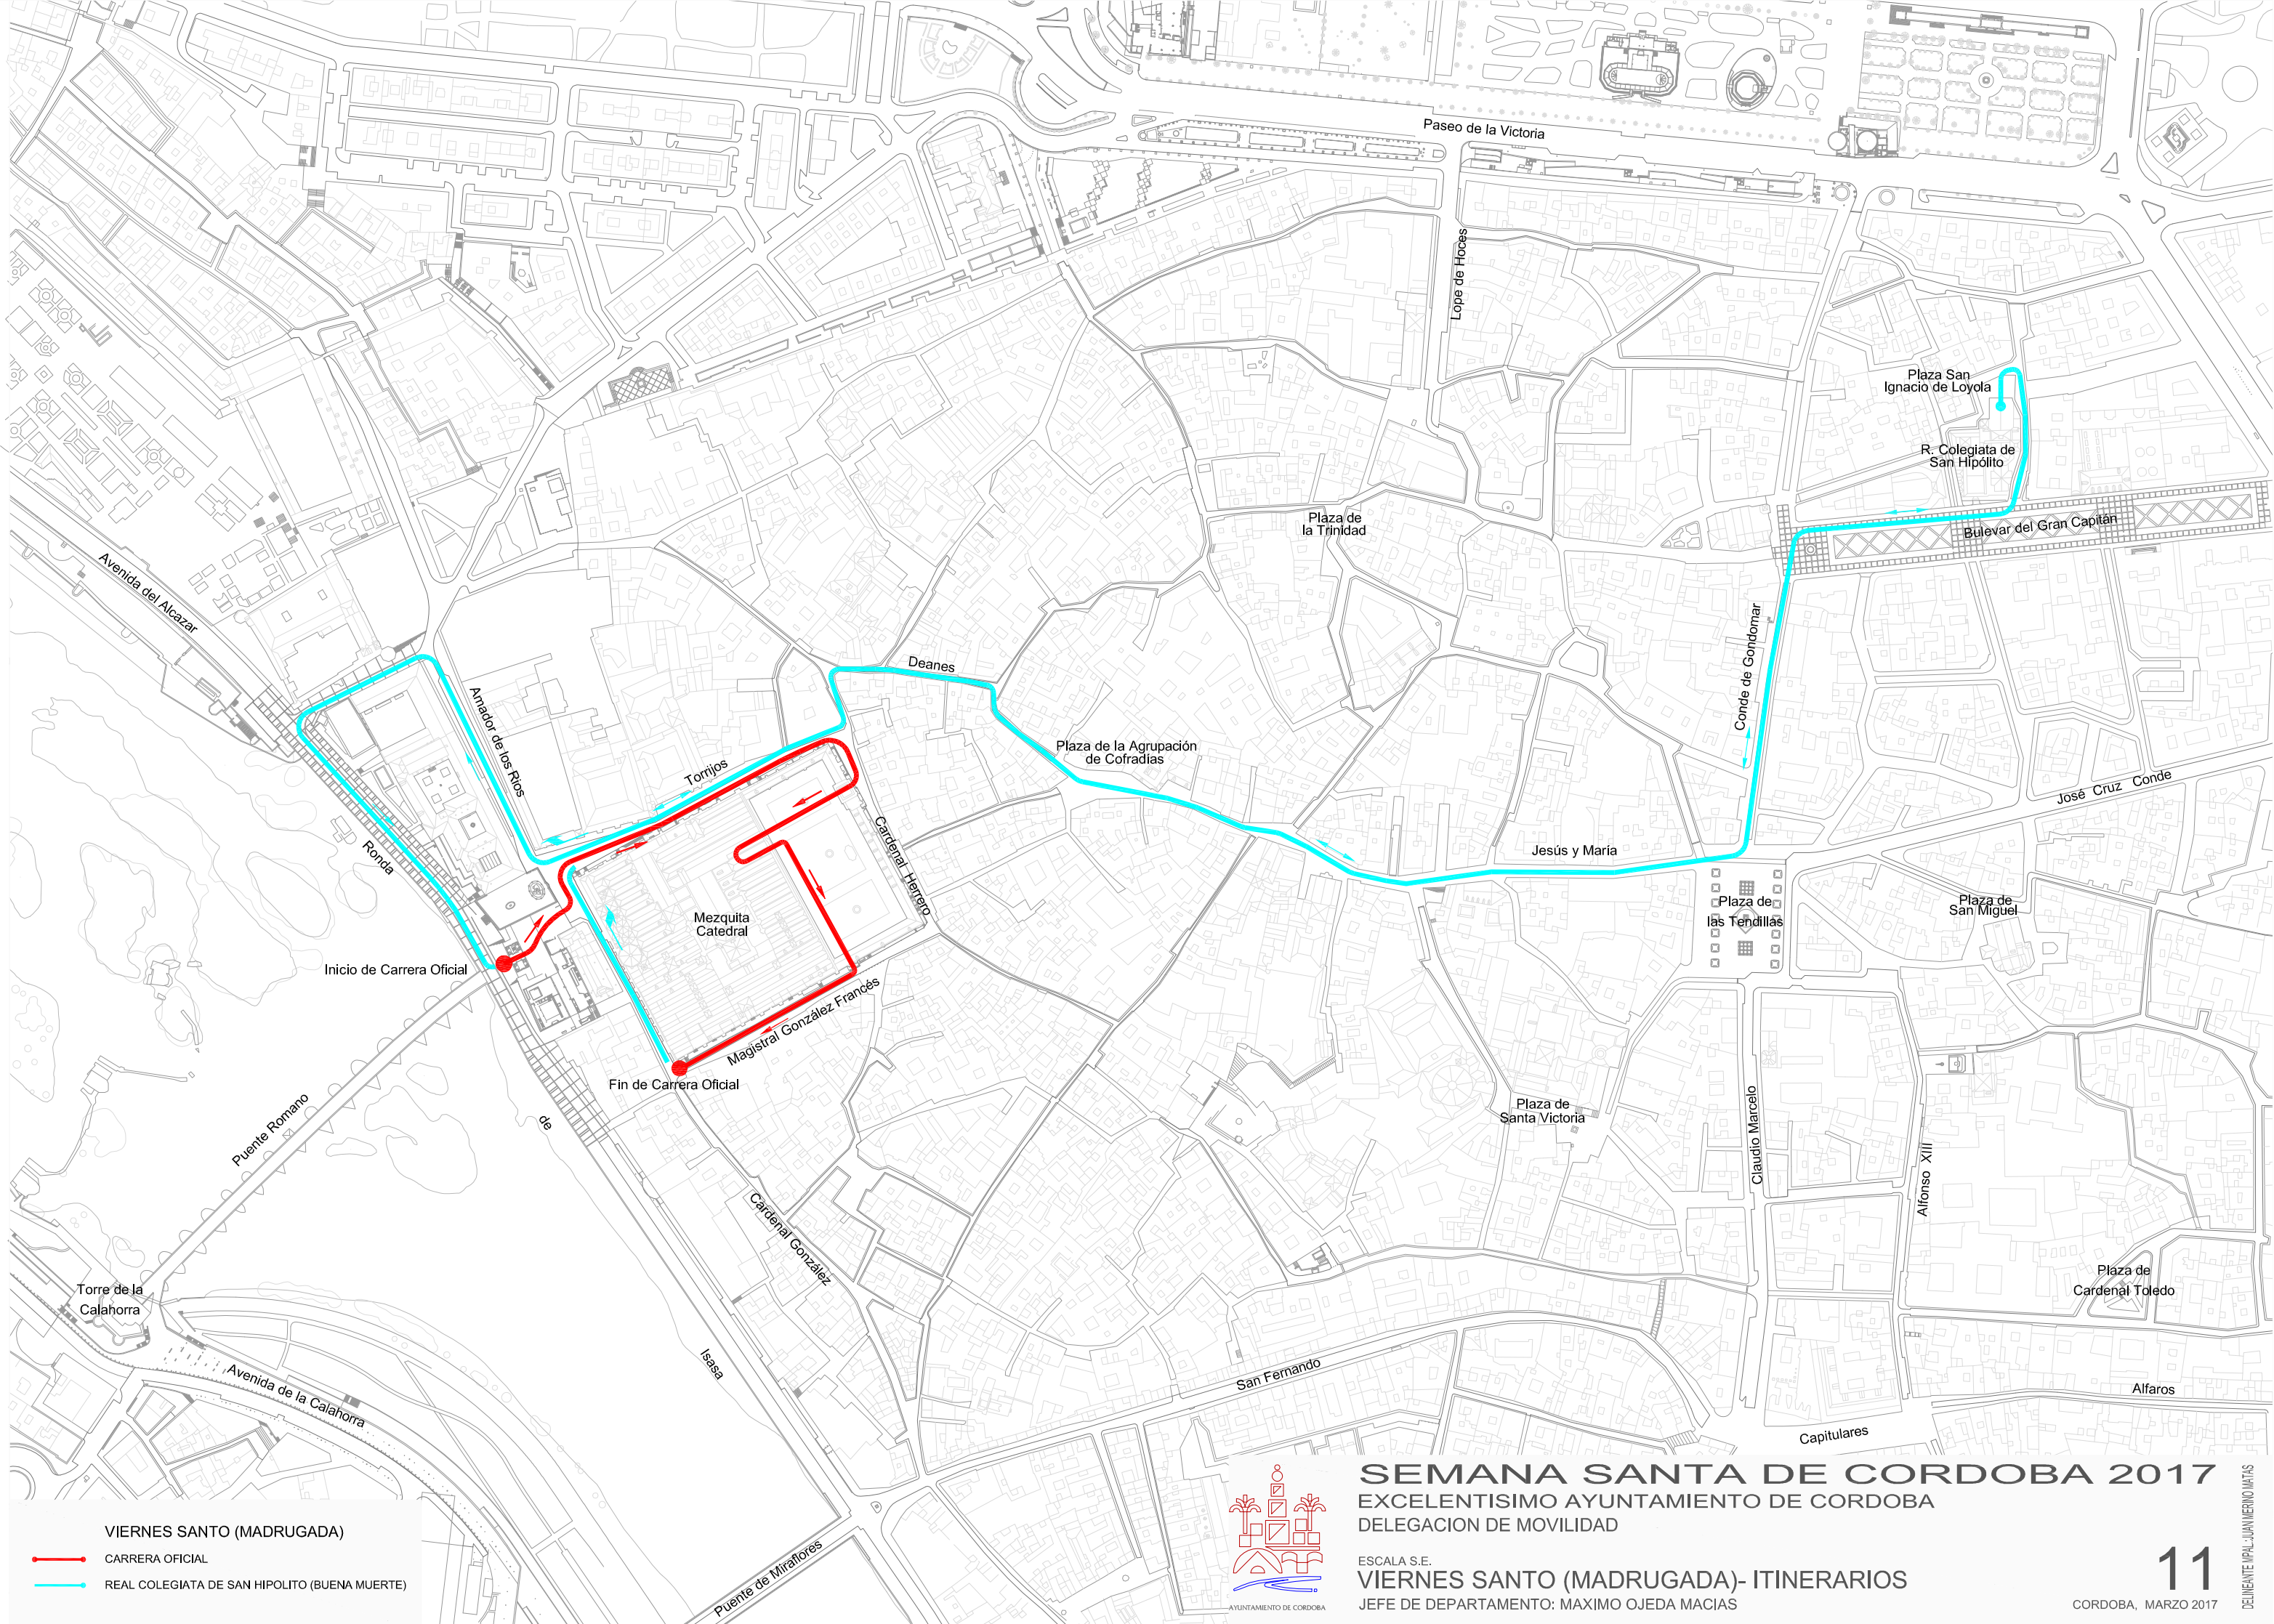 Paseo de la Victoria
Lope de Hoces
Plaza San
Ignacio de Loyola
R. Colegiata de
San Hipólito
Plaza de
la Trinidad
Bulevar del Gran Capitán
Avenida del Alcazar
Conde de Gondomar
Deanes
Amador de los Rios
Plaza de la Agrupación
de Cofradías
Torrijos
José Cruz Conde
Cardenal Herrero
Jesús y María
Ronda
Plaza de
las Tendillas
Plaza de
San Miguel
Mezquita
Catedral
Inicio de Carrera Oficial
Magistral González Francés
Fin de Carrera Oficial
Puente Romano
de
Plaza de
Santa Victoria
Claudio Marcelo
Alfonso XIII
Cardenal González
Torre de la
Calahorra
Plaza de
Cardenal Toledo
Isasa
San Fernando
Avenida de la Calahorra
Alfaros
Capitulares
Puente de Miraflores
VIERNES SANTO (MADRUGADA)
CARRERA OFICIAL
REAL COLEGIATA DE SAN HIPOLITO (BUENA MUERTE)
AYUNTAMIENTO DE CORDOBA
SEMANA SANTA DE CORDOBA 2017
EXCELENTISIMO AYUNTAMIENTO DE CORDOBA
DELEGACION DE MOVILIDAD
ESCALA S.E.
VIERNES SANTO (MADRUGADA)- ITINERARIOS
JEFE DE DEPARTAMENTO: MAXIMO OJEDA MACIAS
11
CORDOBA, MARZO 2017
DELINEANTE MPAL.:JUAN MERINO MATAS